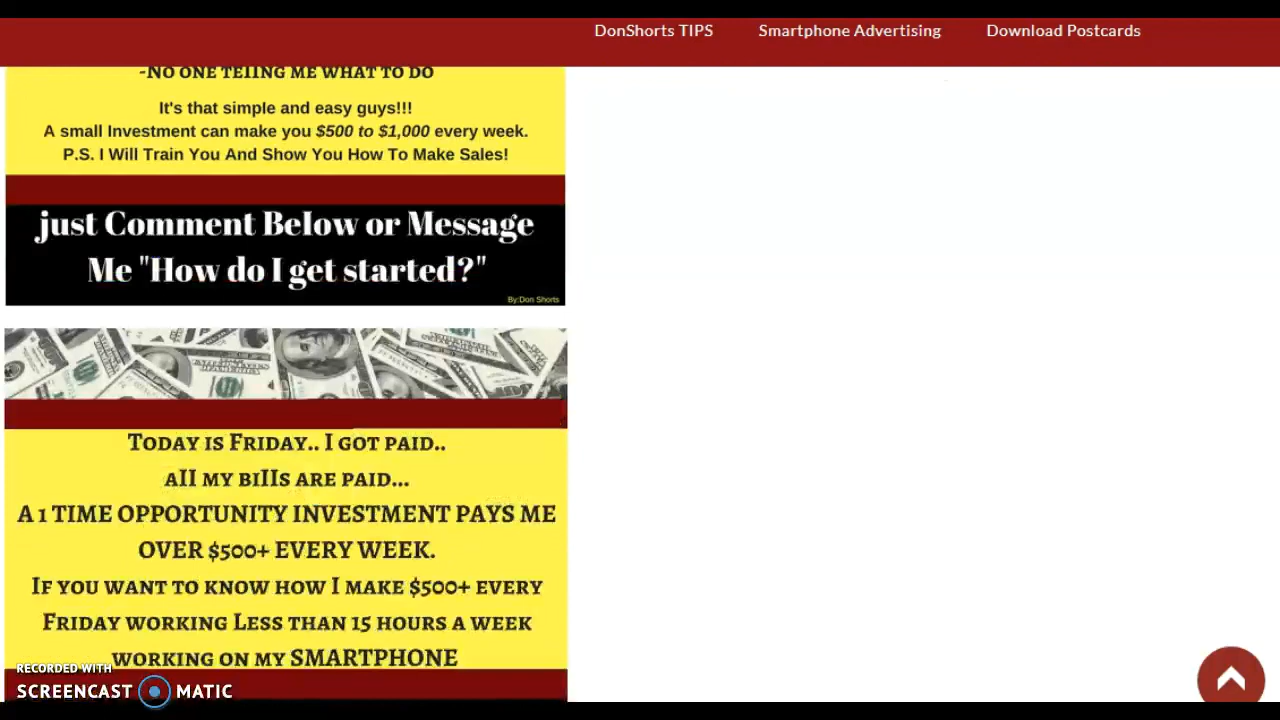 DonShorts TIPS Smartphone Advertising Download Postcards
-No one teIIing me what to do
It's that simple and easy guys!!!
A small Investment can make you $500 to $1,000 every week.
P.S. I Will Train You And Show You How To Make Sales!
just Comment Below or Message
Me "How do I get started?"
By:Don Shorts
Today is Friday.. I got paid..
aII my biIIs are paid...
A 1 TIME OPPORTUNITY INVESTMENT PAYS ME
OVER $500+ EVERY WEEK.
If you want to know how I make $500+ every
Friday working Less than 15 hours a week
working on my SMARTPHONE
RECORDED WITH
SCREENCAST MATIC